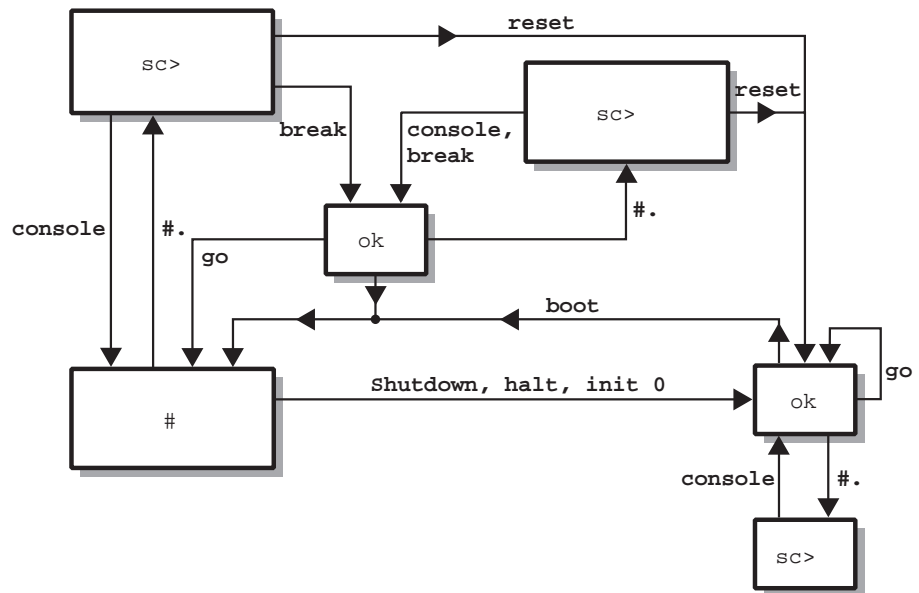 reset
sc>
reset
sc>
break
console,
break
console
#.
#.
ok
go
boot
go
Shutdown, halt, init 0
ok
#
console
#.
sc>